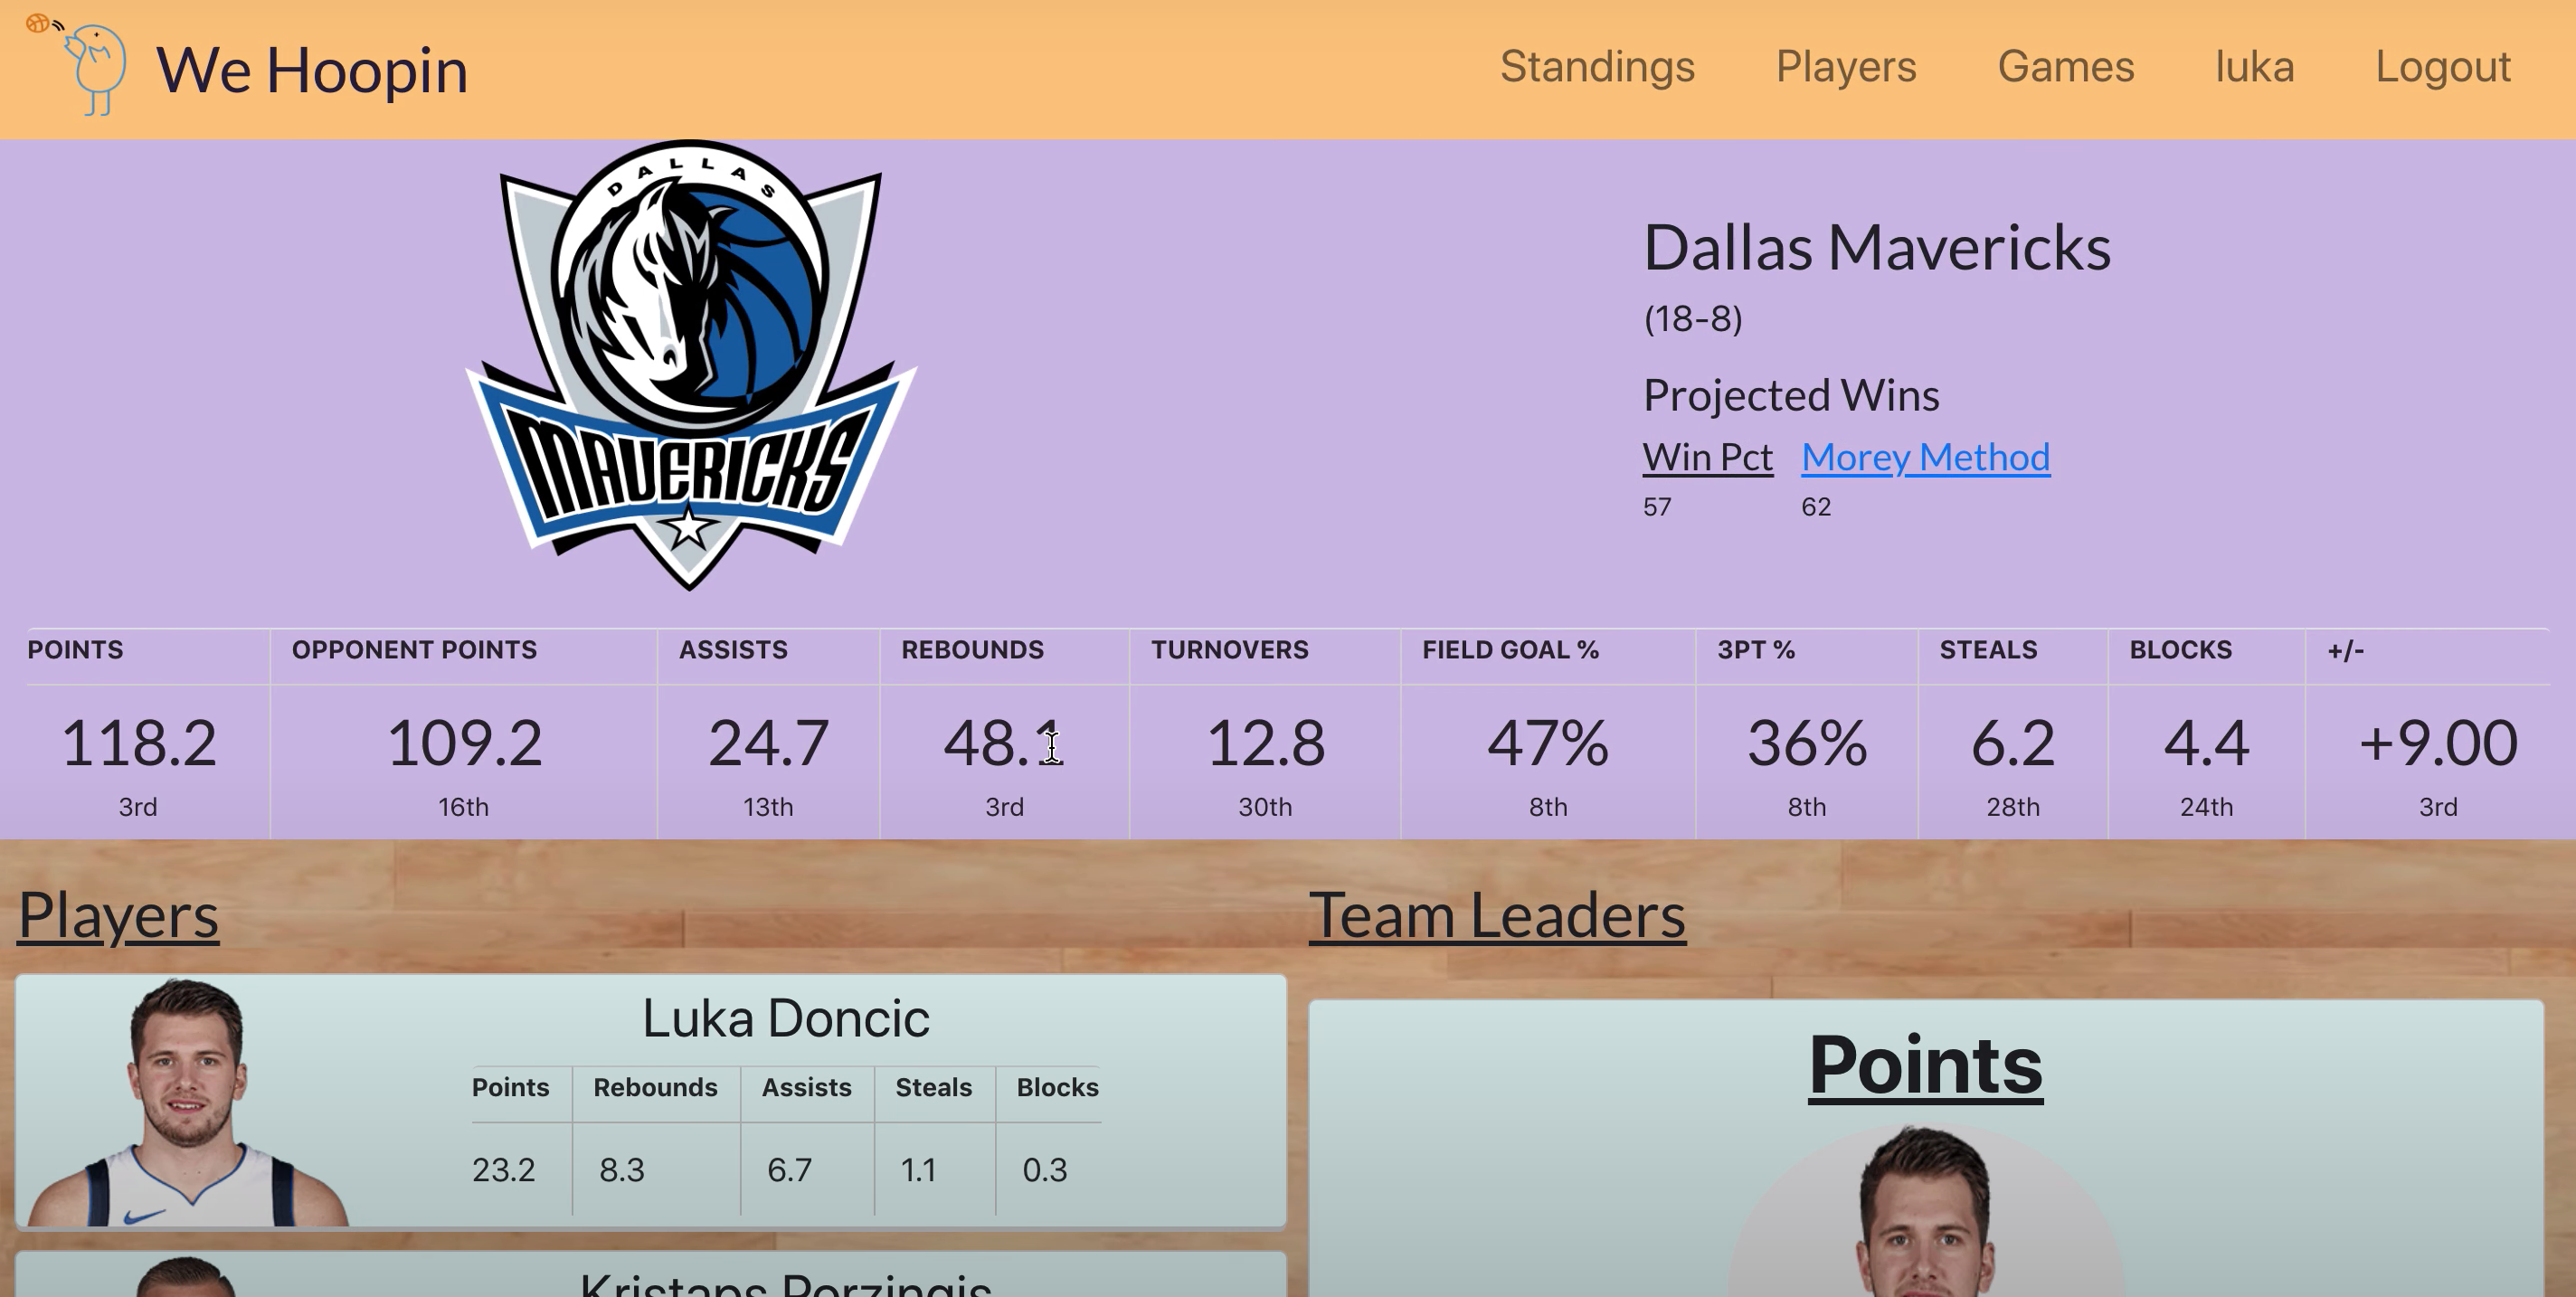 We Hoopin
Standings Players Games luka Logout
DALLAS
MAVERICKS
Dallas Mavericks
(18-8)
Projected Wins
Win Pct Morey Method
57 62
POINTS OPPONENT POINTS ASSISTS REBOUNDS TURNOVERS FIELD GOAL % 3PT % STEALS BLOCKS +/-
118.2 109.2 24.7 48.1 12.8 47% 36% 6.2 4.4 +9.00
3rd 16th 13th 3rd 30th 8th 8th 28th 24th 3rd
Players
Team Leaders
Luka Doncic
Points Rebounds Assists Steals Blocks
23.2 8.3 6.7 1.1 0.3
Kristaps Porzingis
Points